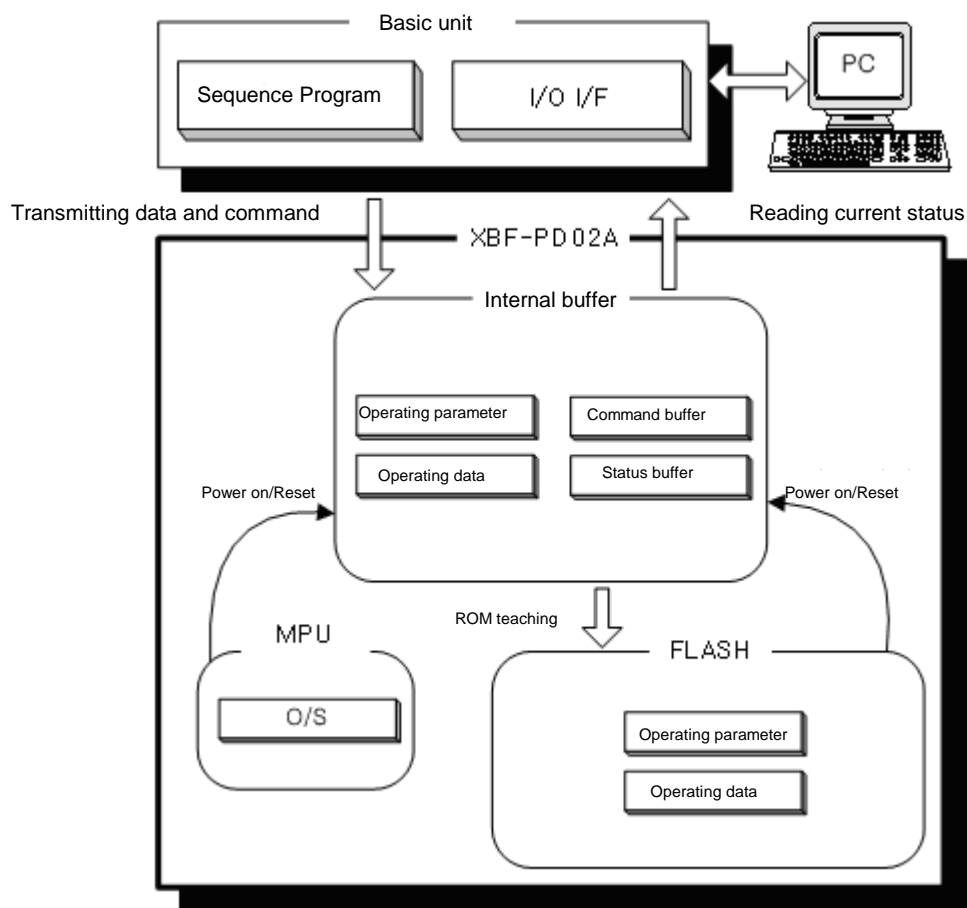 Basic unit
Sequence Program
I/O I/F
PC
Transmitting data and command
Reading current status
XBF-PD02A
Internal buffer
Operating parameter
Command buffer
Operating data
Status buffer
Power on/Reset
Power on/Reset
ROM teaching
MPU
FLASH
O/S
Operating parameter
Operating data